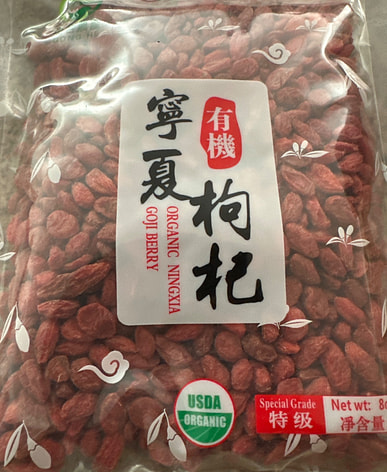 有機
寧夏
枸杞
ORGANIC NINGXIA
GOJI BERRY
USDA
ORGANIC
Special Grade
特级
Net wt:
淨含量